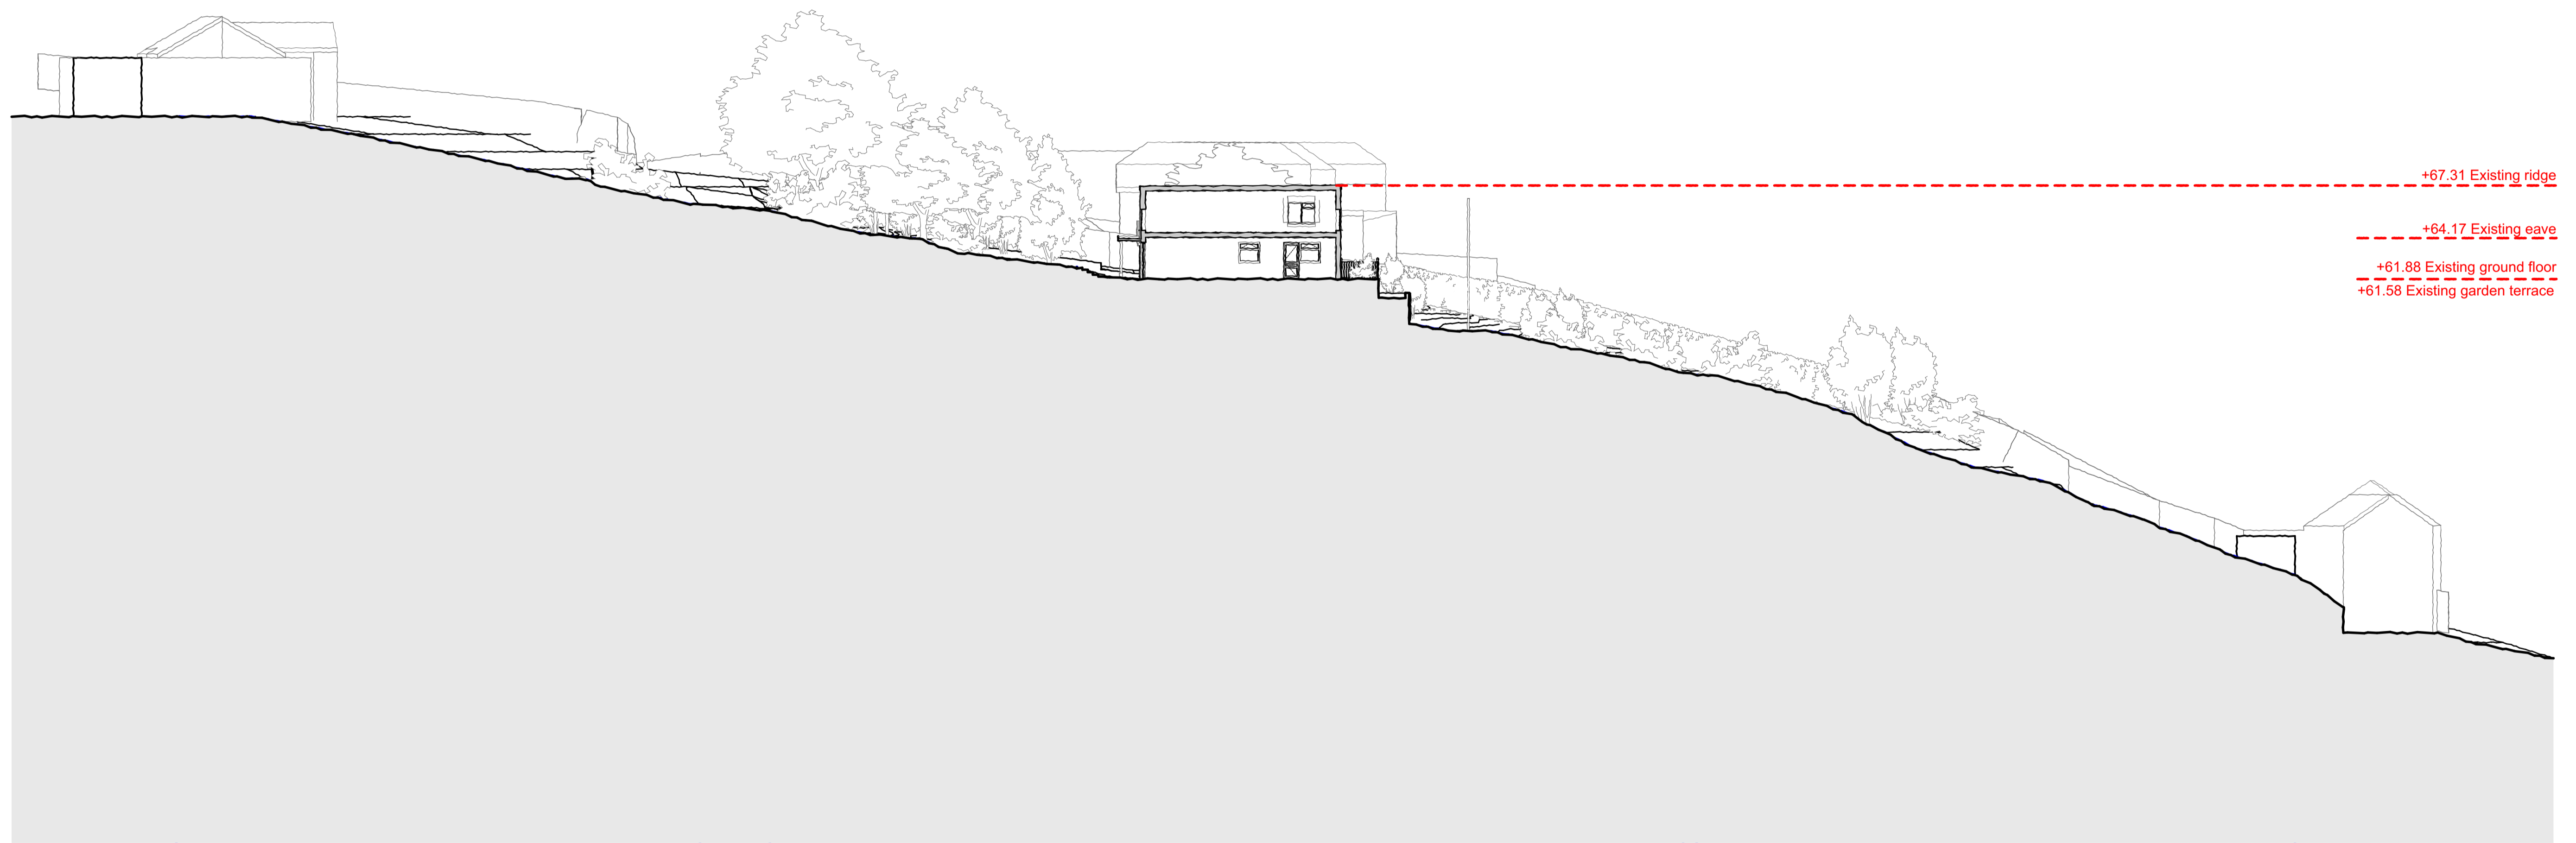 +67.31 Existing ridge
+64.17 Existing eave
+61.88 Existing ground floor
+61.58 Existing garden terrace